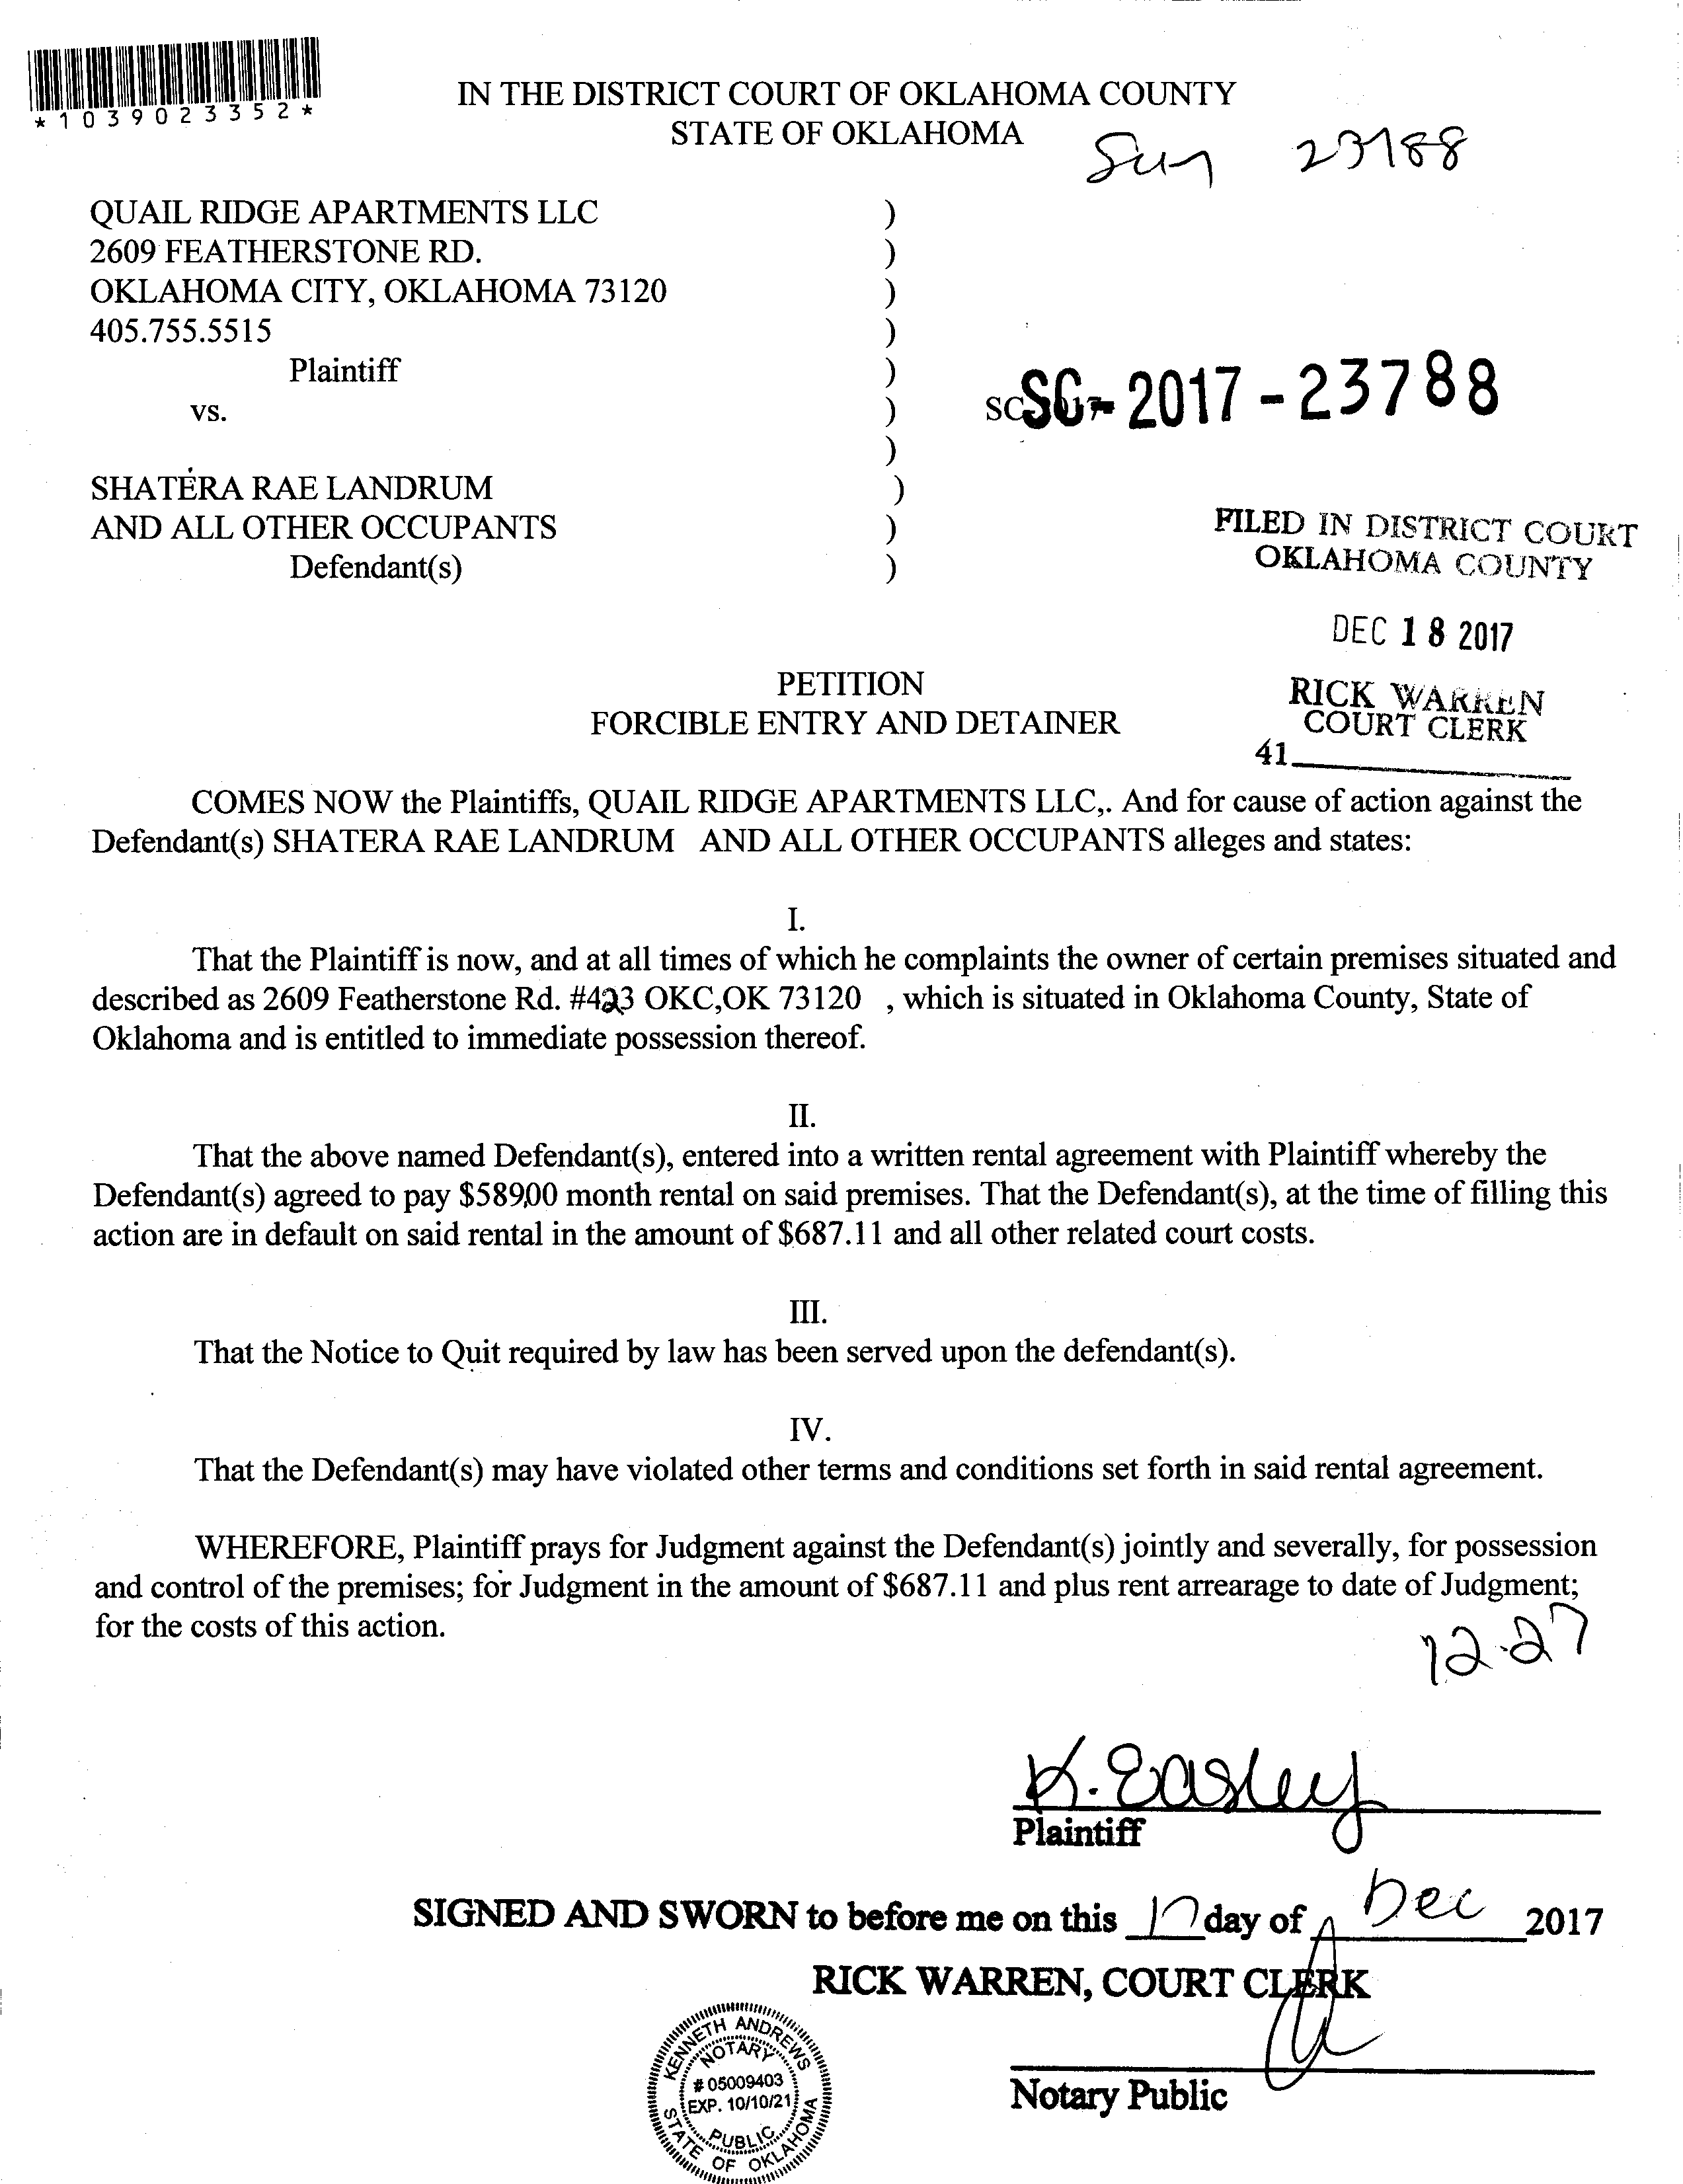 *1039023352*
IN THE DISTRICT COURT OF OKLAHOMA COUNTY
STATE OF OKLAHOMA
Sum 23788
QUAIL RIDGE APARTMENTS LLC )
2609 FEATHERSTONE RD. )
OKLAHOMA CITY, OKLAHOMA 73120 )
405.755.5515 )
Plaintiff )
vs. ) SC SC-2017-23788
)
SHATERA RAE LANDRUM )
AND ALL OTHER OCCUPANTS )
Defendant(s) )
FILED IN DISTRICT COURT
OKLAHOMA COUNTY
DEC 18 2017
RICK WARREN
COURT CLERK
41
PETITION
FORCIBLE ENTRY AND DETAINER
COMES NOW the Plaintiffs, QUAIL RIDGE APARTMENTS LLC,. And for cause of action against the
Defendant(s) SHATERA RAE LANDRUM AND ALL OTHER OCCUPANTS alleges and states:
I.
That the Plaintiff is now, and at all times of which he complaints the owner of certain premises situated and
described as 2609 Featherstone Rd. #423 OKC,OK 73120 , which is situated in Oklahoma County, State of
Oklahoma and is entitled to immediate possession thereof.
II.
That the above named Defendant(s), entered into a written rental agreement with Plaintiff whereby the
Defendant(s) agreed to pay $589,00 month rental on said premises. That the Defendant(s), at the time of filling this
action are in default on said rental in the amount of $687.11 and all other related court costs.
III.
That the Notice to Quit required by law has been served upon the defendant(s).
IV.
That the Defendant(s) may have violated other terms and conditions set forth in said rental agreement.
WHEREFORE, Plaintiff prays for Judgment against the Defendant(s) jointly and severally, for possession
and control of the premises; for Judgment in the amount of $687.11 and plus rent arrearage to date of Judgment;
for the costs of this action.
12-27
K. Easley
Plaintiff
SIGNED AND SWORN to before me on this 17 day of Dec 2017
RICK WARREN, COURT CLERK
Notary Public
KENNETH ANDREWS
NOTARY
# 05009403
EXP. 10/10/21
PUBLIC
STATE OF OKLAHOMA